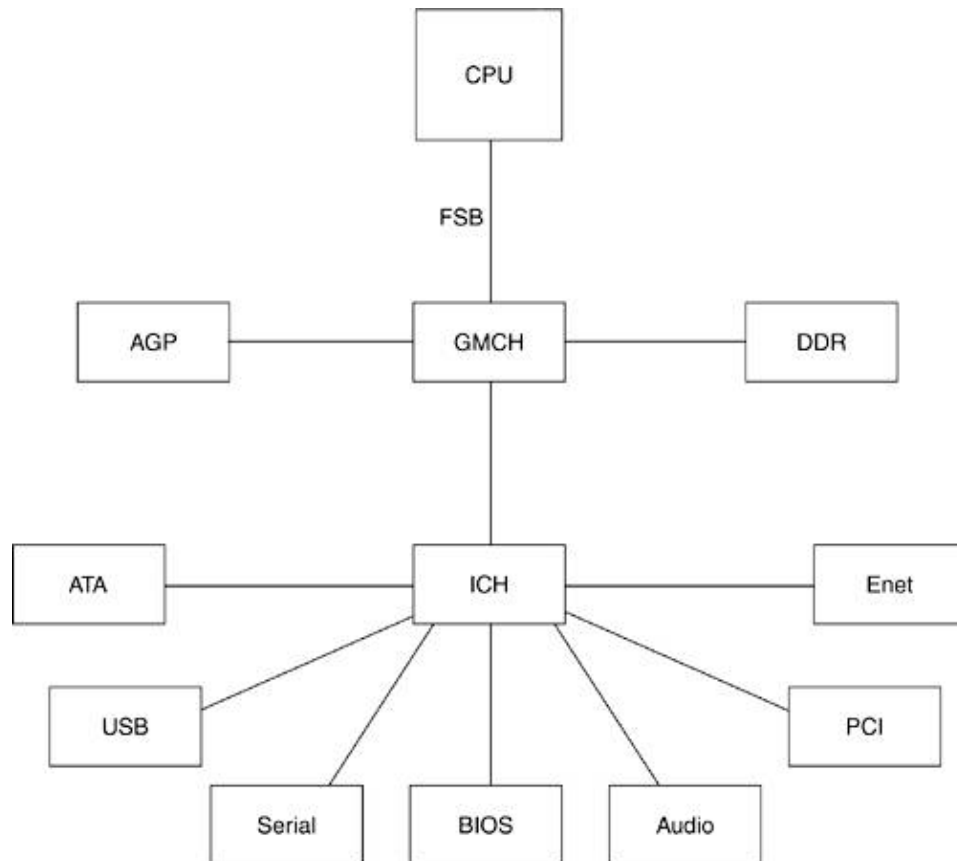 CPU
FSB
AGP
GMCH
DDR
ATA
ICH
Enet
USB
PCI
Serial
BIOS
Audio